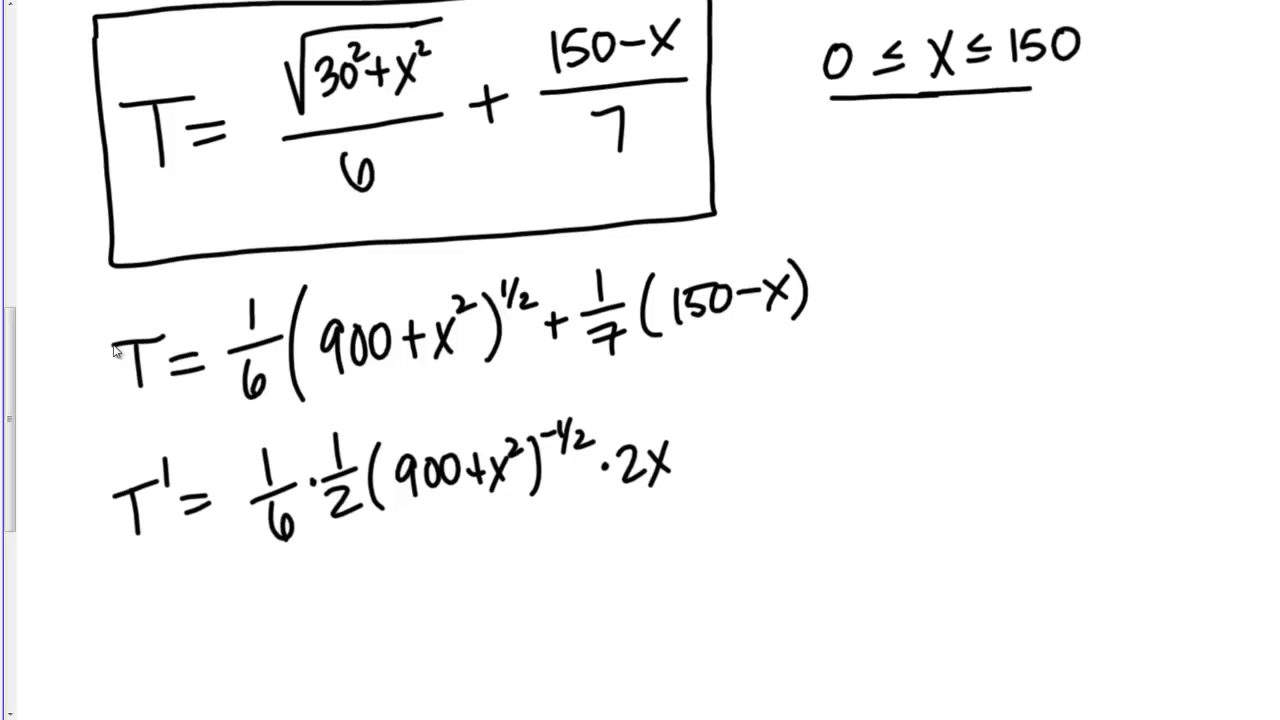 T = √(30² + x²) / 6 + (150 - x) / 7
0 ≤ x ≤ 150
T = 1/6 (900 + x²)^1/2 + 1/7 (150 - x)
T' = 1/6 · 1/2 (900 + x²)^-1/2 · 2x